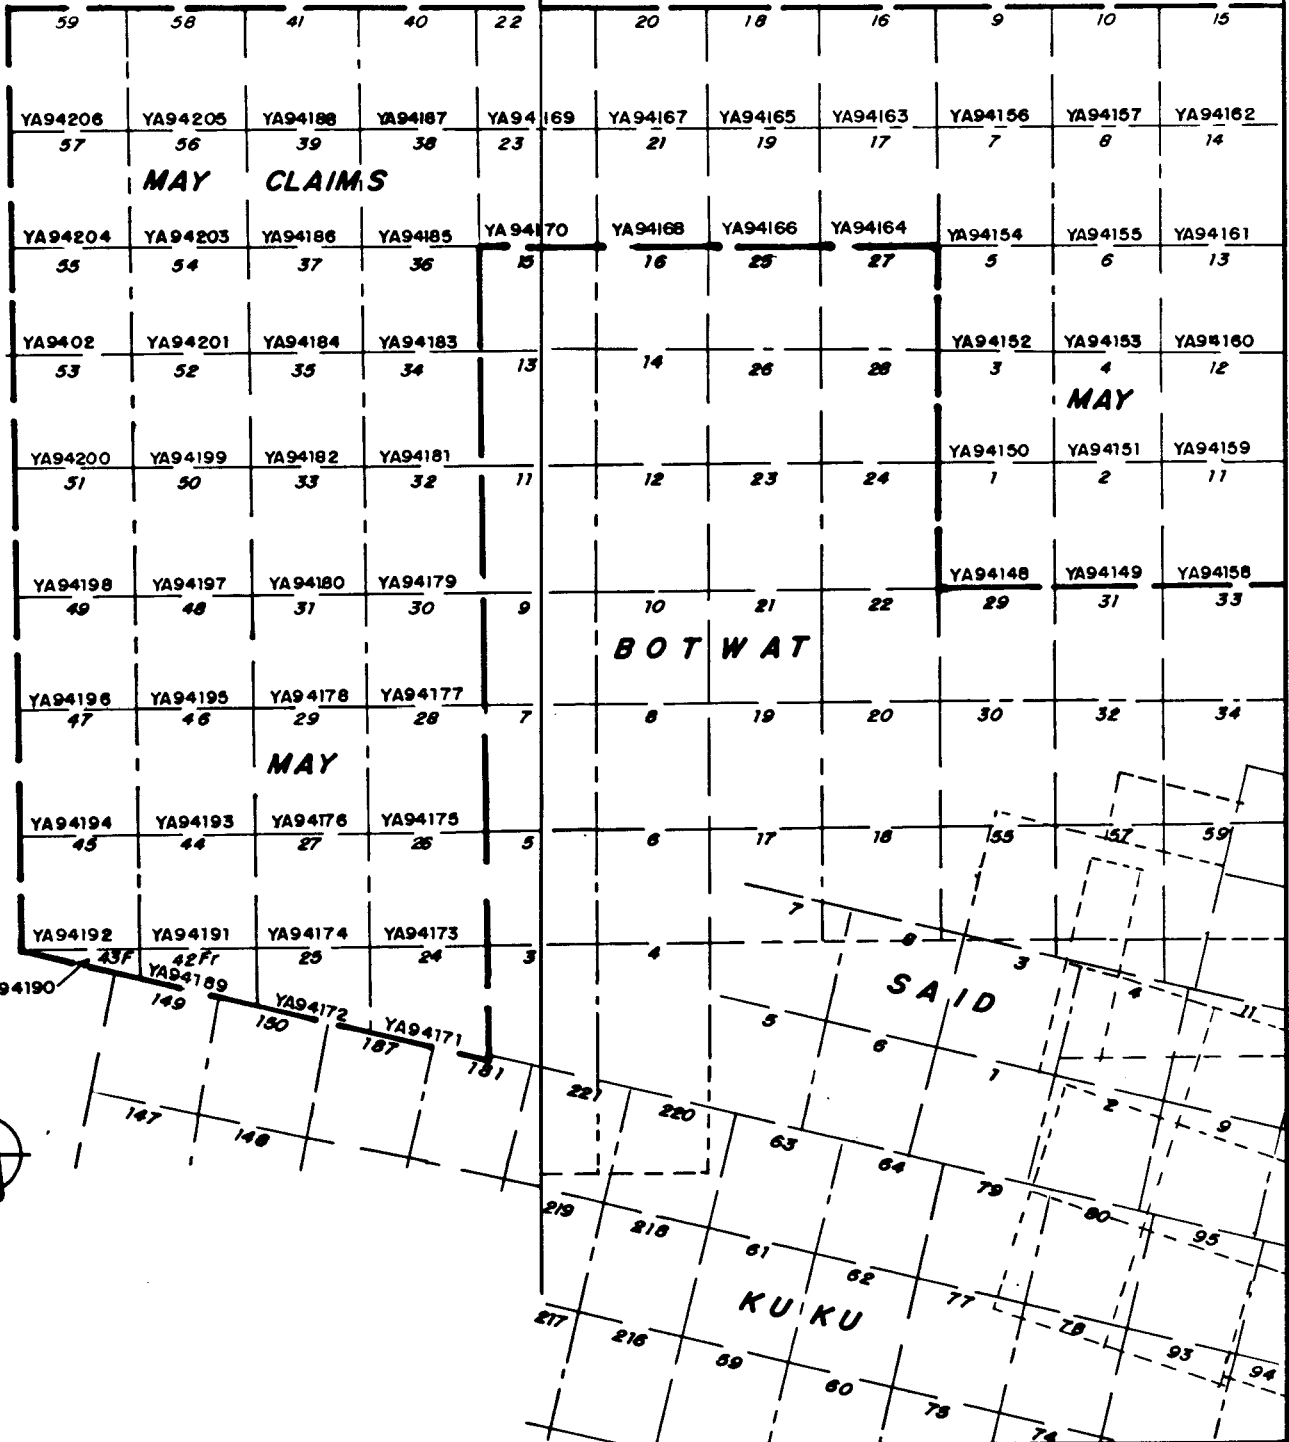 59 58 41 40 22 20 18 16 9 10 15
YA94206 YA94205 YA94188 YA94187 YA94169 YA94167 YA94165 YA94163 YA94156 YA94157 YA94162
57 56 39 38 23 21 19 17 7 8 14
MAY CLAIMS
YA94204 YA94203 YA94186 YA94185 YA94170 YA94168 YA94166 YA94164 YA94154 YA94155 YA94161
55 54 37 36 15 16 25 27 5 6 13
YA9402 YA94201 YA94184 YA94183 YA94152 YA94153 YA94160
53 52 35 34 13 14 26 28 3 4 12
MAY
YA94200 YA94199 YA94182 YA94181 YA94150 YA94151 YA94159
51 50 33 32 11 12 23 24 1 2 11
YA94198 YA94197 YA94180 YA94179 YA94148 YA94149 YA94158
49 48 31 30 9 10 21 22 29 31 33
BOT WAT
YA94196 YA94195 YA94178 YA94177
47 46 29 28 7 8 19 20 30 32 34
MAY
YA94194 YA94193 YA94176 YA94175
45 44 27 26 5 6 17 18 55 57 59
7 8 3 4 11
YA94192 YA94191 YA94174 YA94173
43F 42Fr 25 24 3 4
94190 YA94189 YA94172 YA94171
SAID
149 150 187 181 221 220 63 64 79 80 95
5 6 1 2 9
147 148 219 218 61 62 77 78 93 94
KUKU
217 216 59 60 75 74